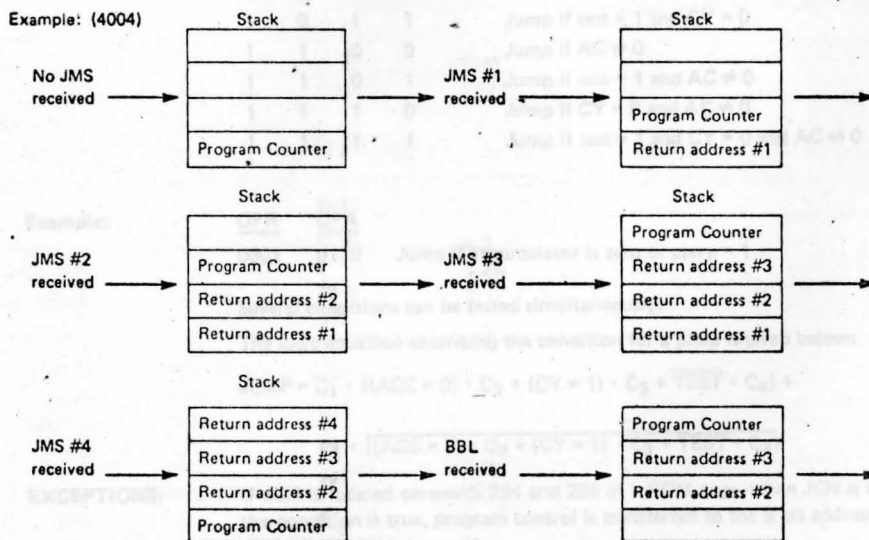 Example: (4004)
Stack
Stack
No JMS
received
Program Counter
JMS #1
received
Program Counter
Return address #1
Stack
Stack
JMS #2
received
Program Counter
Return address #2
Return address #1
JMS #3
received
Program Counter
Return address #3
Return address #2
Return address #1
Stack
Stack
JMS #4
received
Return address #4
Return address #3
Return address #2
Program Counter
BBL
received
Program Counter
Return address #3
Return address #2